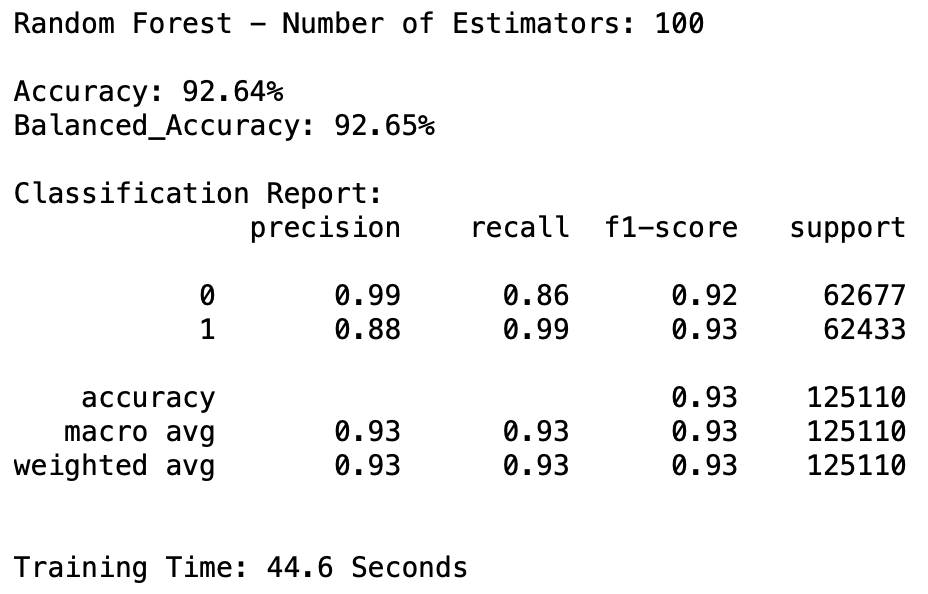 Random Forest – Number of Estimators: 100
Accuracy: 92.64%
Balanced_Accuracy: 92.65%
Classification Report:
precision recall f1-score support
0 0.99 0.86 0.92 62677
1 0.88 0.99 0.93 62433
accuracy 0.93 125110
macro avg 0.93 0.93 0.93 125110
weighted avg 0.93 0.93 0.93 125110
Training Time: 44.6 Seconds